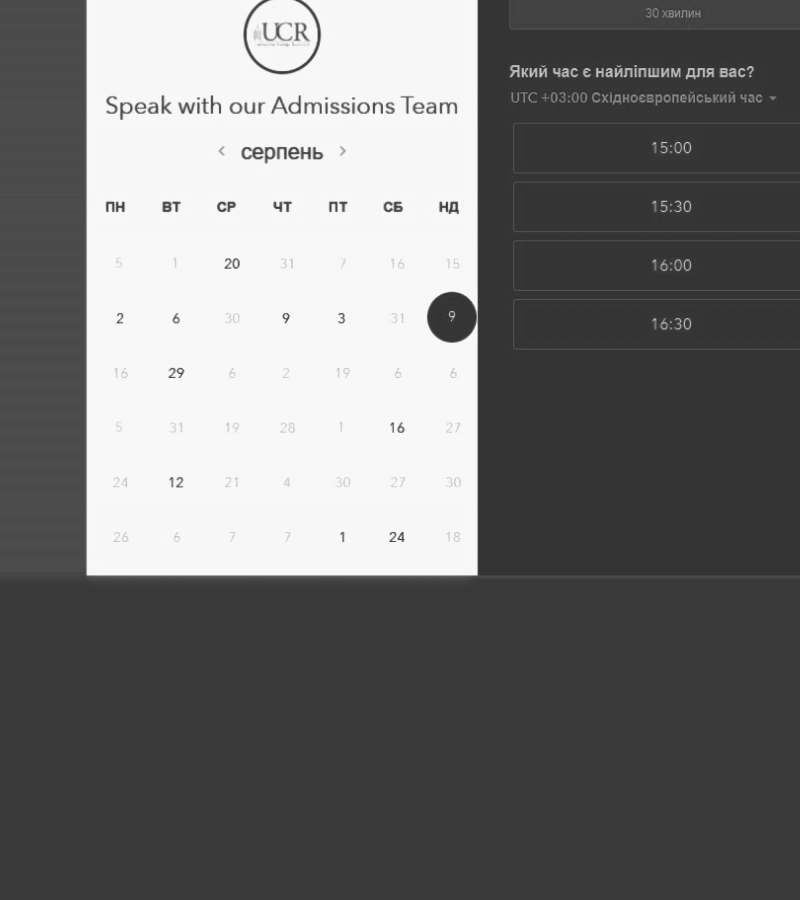 UCR
Speak with our Admissions Team
серпень
ПН ВТ СР ЧТ ПТ СБ НД
5 1 20 31 7 16 15
2 6 30 9 3 31 9
16 29 6 2 19 6 6
5 31 19 28 1 16 27
24 12 21 4 30 27 30
26 6 7 7 1 24 18
30 хвилин
Який час є найліпшим для вас?
UTC +03:00 Східноєвропейський час
15:00
15:30
16:00
16:30